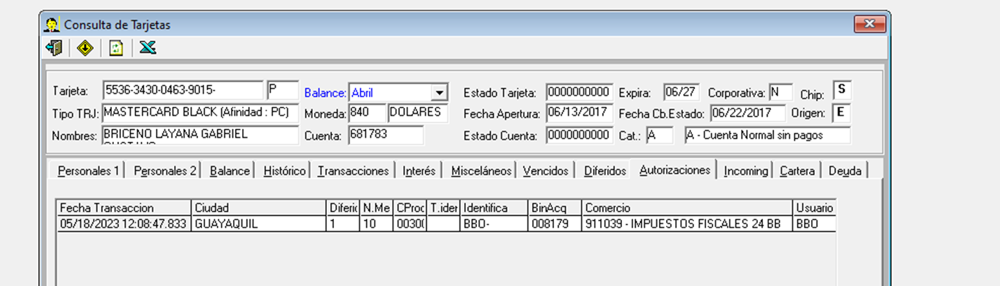 Consulta de Tarjetas
Tarjeta: 5536-3430-0463-9015- P Balance: Abril Estado Tarjeta: 0000000000 Expira: 06/27 Corporativa: N Chip: S
Tipo TRJ: MASTERCARD BLACK (Afinidad : PC) Moneda: 840 DOLARES Fecha Apertura: 06/13/2017 Fecha Cb.Estado: 06/22/2017 Origen: E
Nombres: BRICENO LAYANA GABRIEL Cuenta: 681783 Estado Cuenta: 0000000000 Cat.: A A - Cuenta Normal sin pagos
Personales 1 Personales 2 Balance Histórico Transacciones Interés Misceláneos Vencidos Diferidos Autorizaciones Incoming Cartera Deuda
Fecha Transaccion Ciudad Diferic N.Me CProc T.ider Identifica BinAcq Comercio Usuario
05/18/2023 12:08:47.833 GUAYAQUIL 1 10 0030( BBO- 008179 911039 - IMPUESTOS FISCALES 24 BB BBO